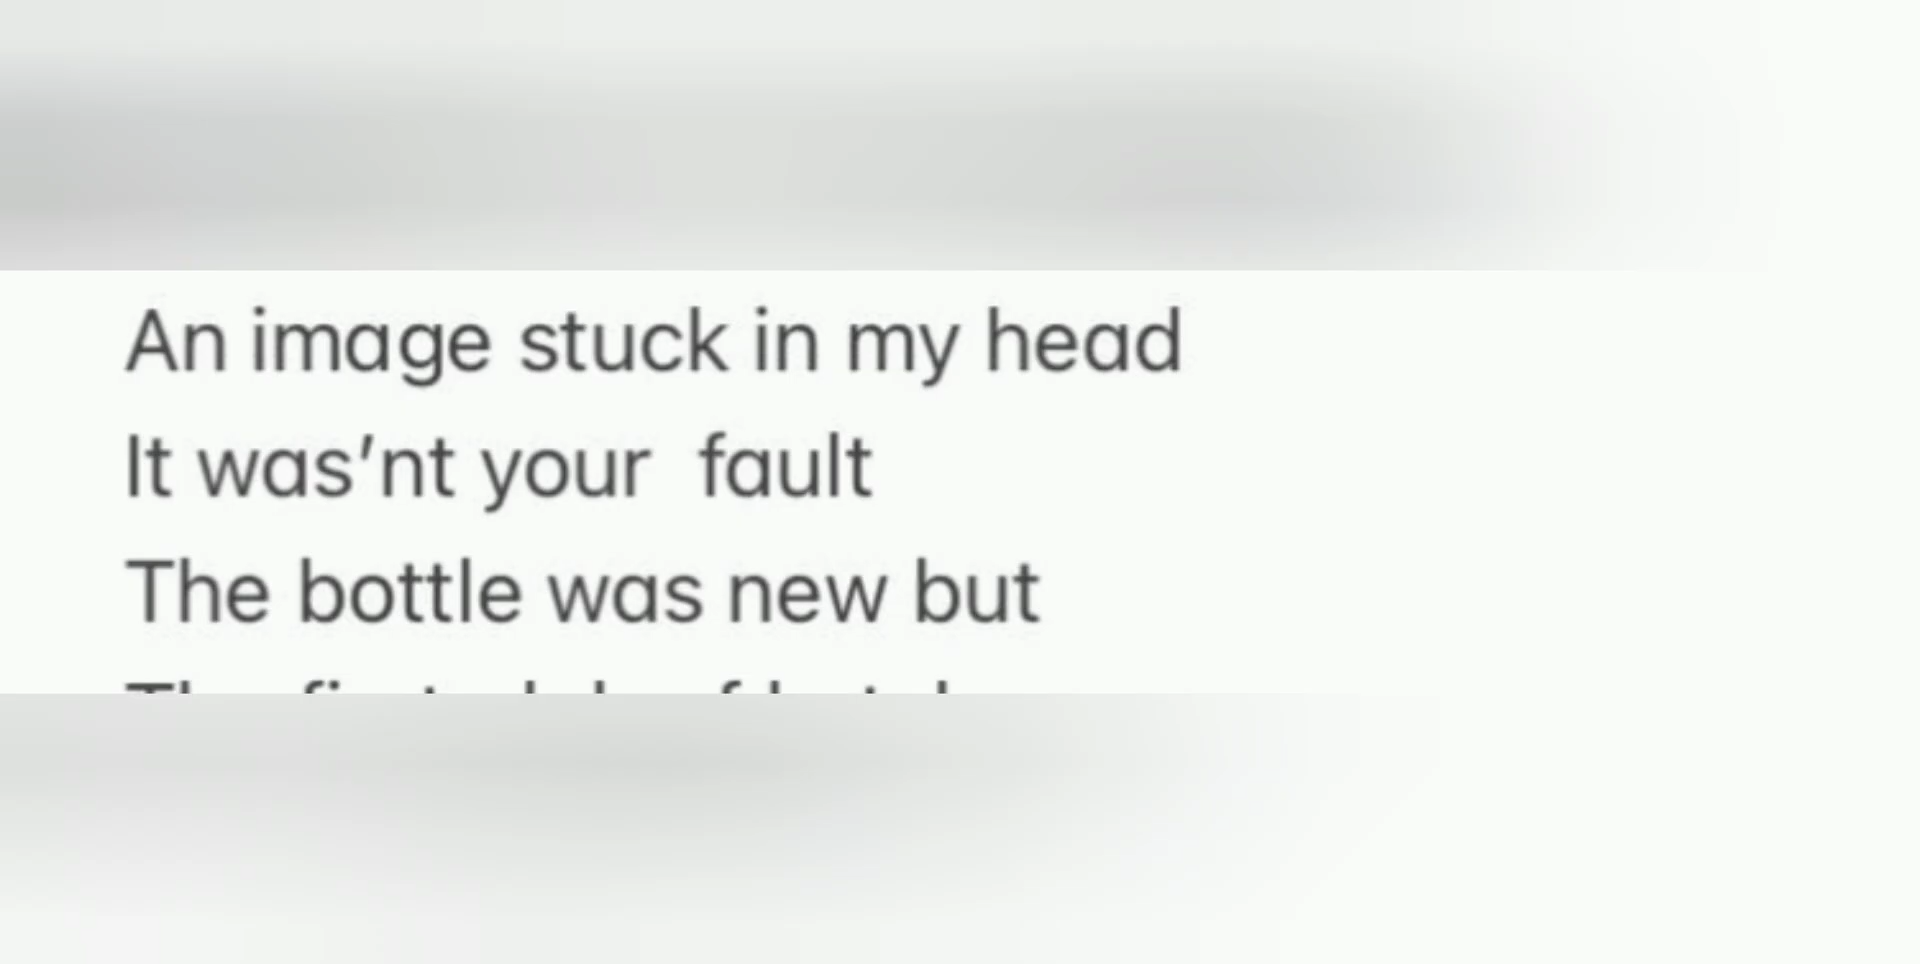 An image stuck in my head
It was'nt your  fault
The bottle was new but